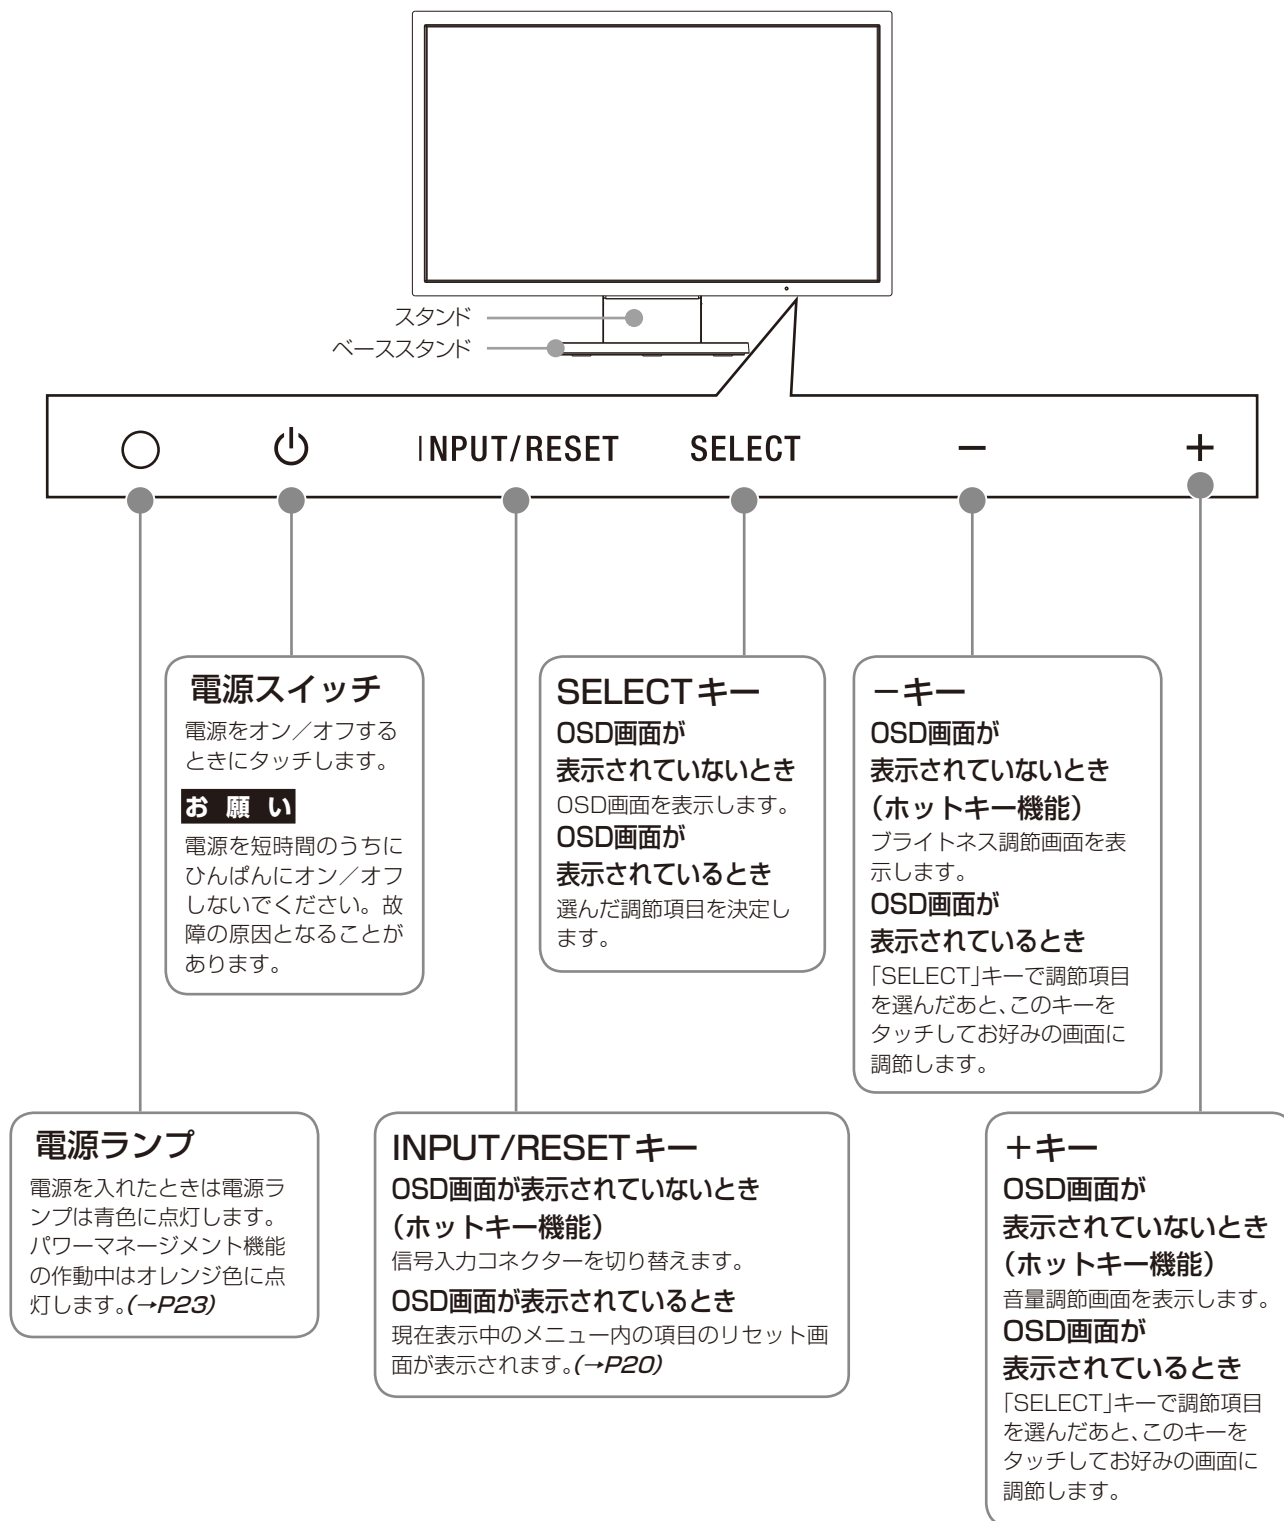 スタンド
ベーススタンド
INPUT/RESET
SELECT
−
+
電源スイッチ
電源をオン／オフする
ときにタッチします。
お願い
電源を短時間のうちに
ひんぱんにオン／オフ
しないでください。故
障の原因となることが
あります。
SELECTキー
OSD画面が
表示されていないとき
OSD画面を表示します。
OSD画面が
表示されているとき
選んだ調節項目を決定し
ます。
−キー
OSD画面が
表示されていないとき
（ホットキー機能）
ブライトネス調節画面を表
示します。
OSD画面が
表示されているとき
「SELECT」キーで調節項目
を選んだあと、このキーを
タッチしてお好みの画面に
調節します。
電源ランプ
電源を入れたときは電源ラ
ンプは青色に点灯します。
パワーマネージメント機能
の作動中はオレンジ色に点
灯します。(→P23)
INPUT/RESETキー
OSD画面が表示されていないとき
（ホットキー機能）
信号入力コネクターを切り替えます。
OSD画面が表示されているとき
現在表示中のメニュー内の項目のリセット画
面が表示されます。(→P20)
＋キー
OSD画面が
表示されていないとき
（ホットキー機能）
音量調節画面を表示します。
OSD画面が
表示されているとき
「SELECT」キーで調節項目
を選んだあと、このキーを
タッチしてお好みの画面に
調節します。